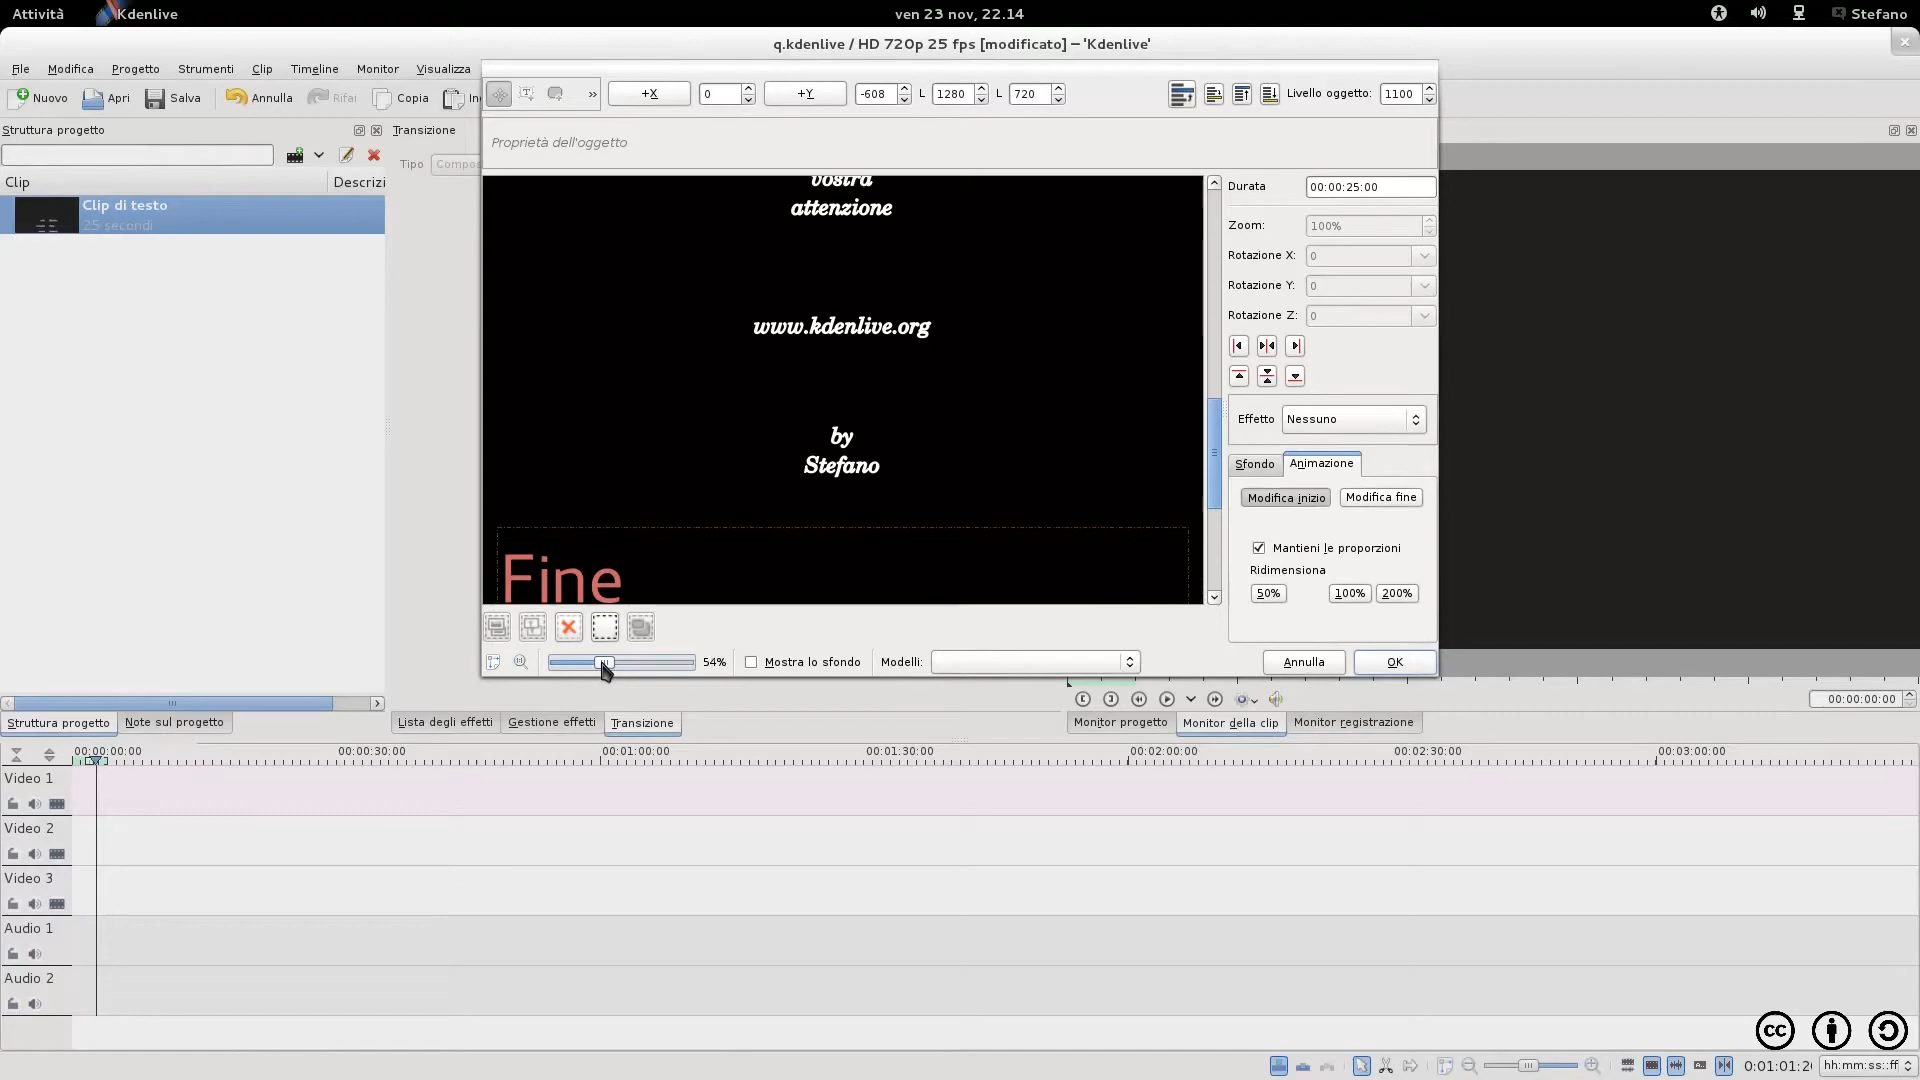 Attività
Kdenlive
ven 23 nov, 22.14
Stefano
q.kdenlive / HD 720p 25 fps [modificato] – 'Kdenlive'
File Modifica Progetto Strumenti Clip Timeline Monitor Visualizza
Nuovo Apri Salva Annulla Rifai Copia
+X 0 +Y -608 L 1280 L 720
Livello oggetto: 1100
Struttura progetto
Transizione
Proprietà dell'oggetto
Tipo
Clip Descrizi
Clip di testo
25 secondi
vostra
attenzione
www.kdenlive.org
by
Stefano
Fine
Durata 00:00:25:00
Zoom: 100%
Rotazione X: 0
Rotazione Y: 0
Rotazione Z: 0
Effetto Nessuno
Sfondo Animazione
Modifica inizio Modifica fine
Mantieni le proporzioni
Ridimensiona
50% 100% 200%
54% Mostra lo sfondo Modelli:
Annulla OK
00:00:00:00
Struttura progetto Note sul progetto
Lista degli effetti Gestione effetti Transizione
Monitor progetto Monitor della clip Monitor registrazione
00:00:00:00 00:00:30:00 00:01:00:00 00:01:30:00 00:02:00:00 00:02:30:00 00:03:00:00
Video 1
Video 2
Video 3
Audio 1
Audio 2
cc
hh:mm:ss::ff